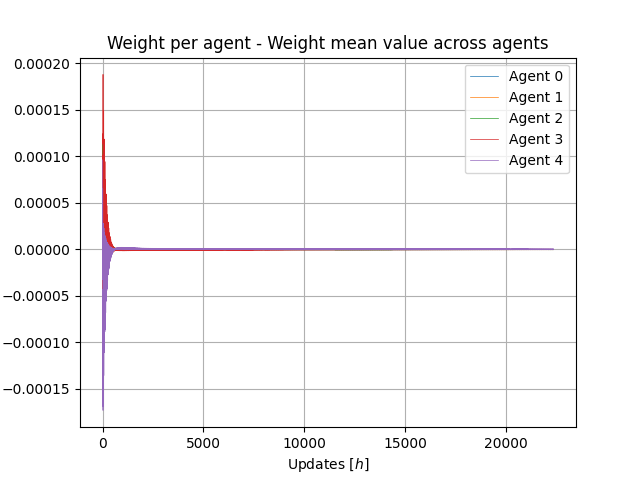 Weight per agent - Weight mean value across agents
0.00020
0.00015
0.00010
0.00005
0.00000
−0.00005
−0.00010
−0.00015
Agent 0
Agent 1
Agent 2
Agent 3
Agent 4
0 5000 10000 15000 20000
Updates [h]